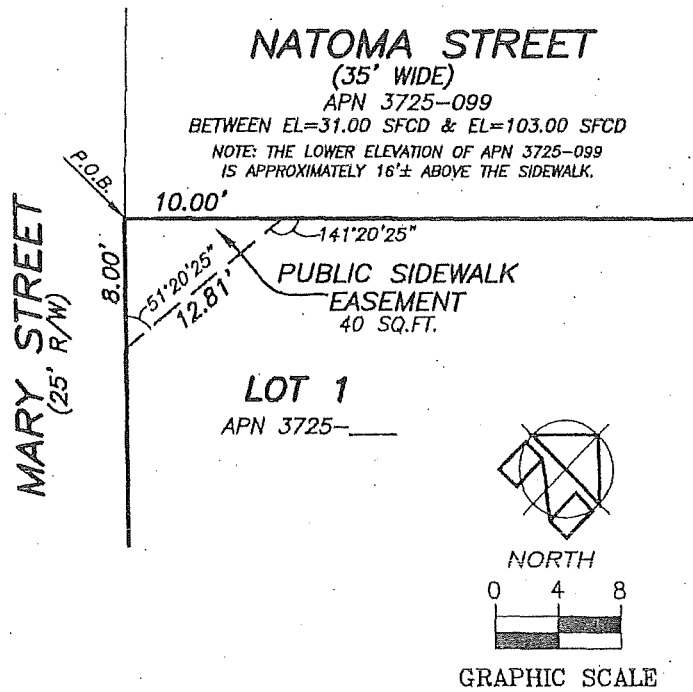 NATOMA STREET
(35' WIDE)
APN 3725-099
BETWEEN EL=31.00 SFCD & EL=103.00 SFCD
NOTE: THE LOWER ELEVATION OF APN 3725-099
IS APPROXIMATELY 16'± ABOVE THE SIDEWALK.
P.O.B.
10.00'
141°20'25"
8.00'
51°20'25"
12.81'
PUBLIC SIDEWALK
EASEMENT
40 SQ.FT.
MARY STREET
(25' R/W)
LOT 1
APN 3725-____
NORTH
0 4 8
GRAPHIC SCALE